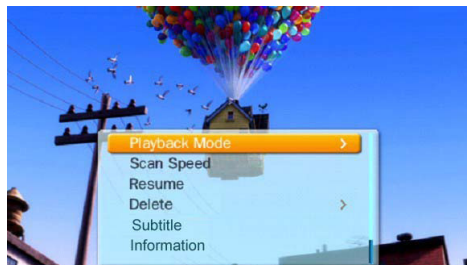 Playback Mode
Scan Speed
Resume
Delete
Subtitle
Information